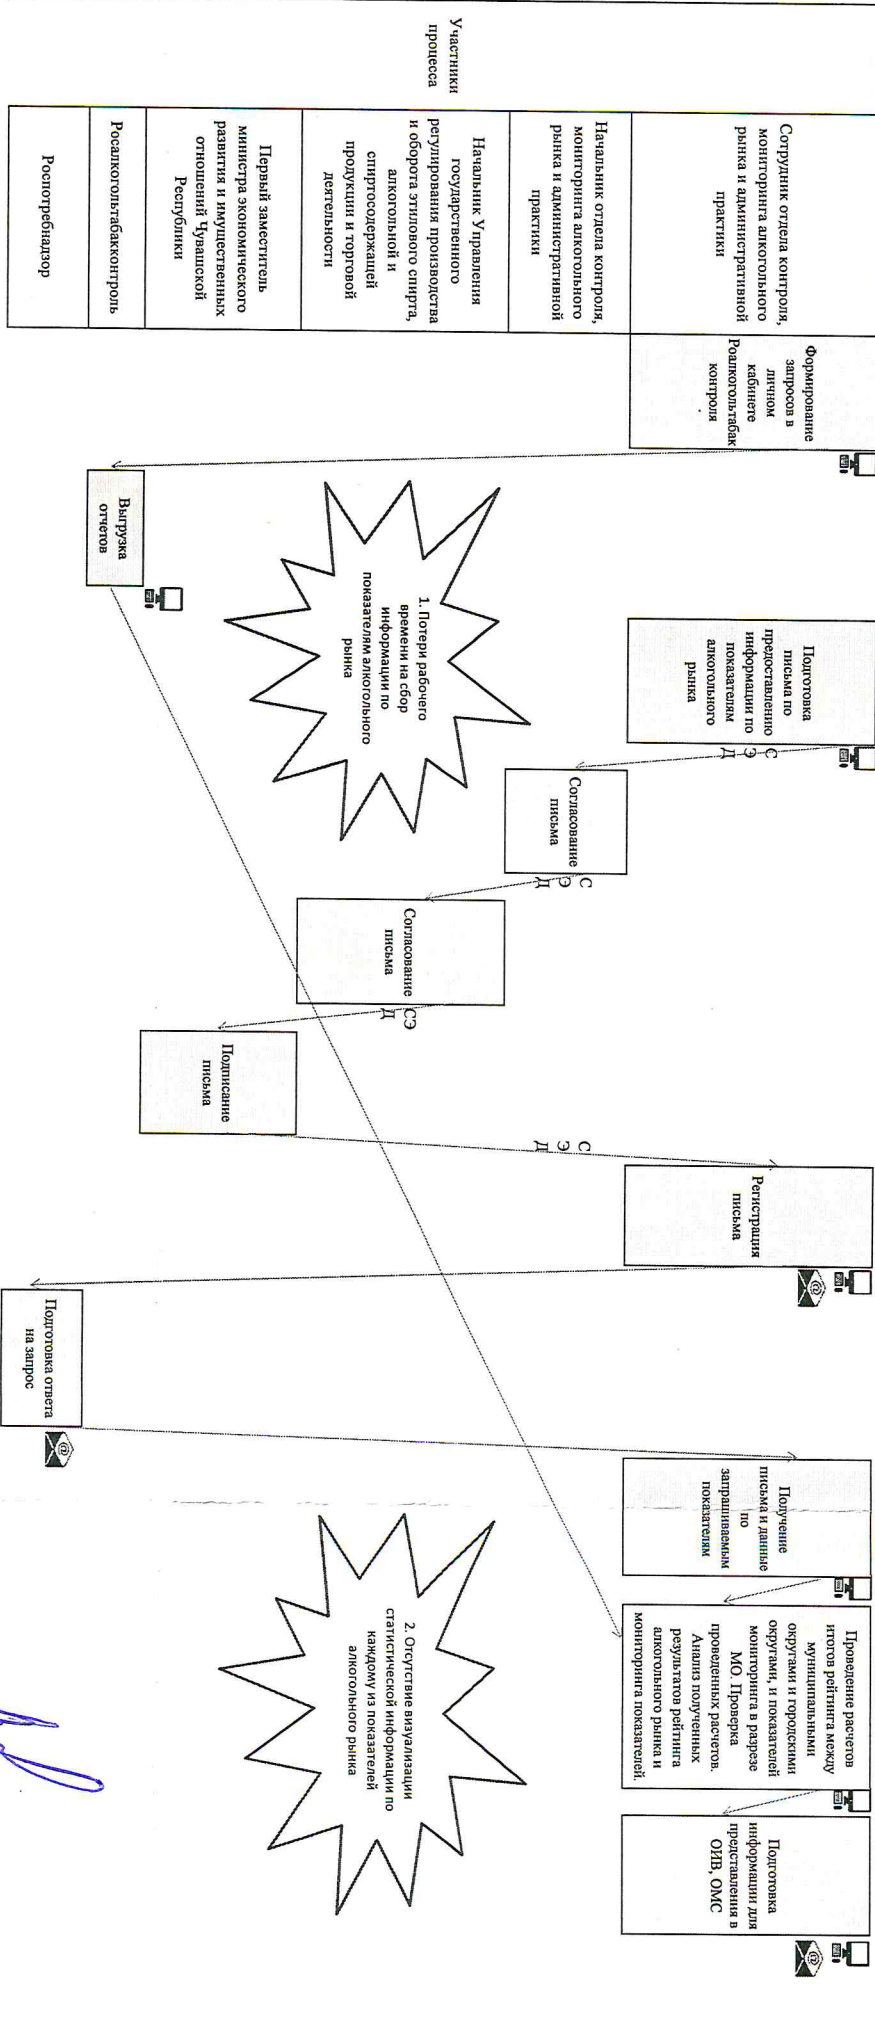 Участники
процесса
Сотрудник отдела контроля,
мониторинга алкогольного
рынка и административной
практики
Начальник отдела контроля,
мониторинга алкогольного
рынка и административной
практики
Начальник Управления
государственного
регулирования производства
и оборота этилового спирта,
алкогольной и
спиртосодержащей
продукции и торговой
деятельности
Первый заместитель
министра экономического
развития и имущественных
отношений Чувашской
Республики
Росалкогольтабакконтроль
Роспотребнадзор
Формирование
запросов в
личном
кабинете
Роалкогольтабак
контроля
Выгрузка
отчетов
1. Потери рабочего
времени на сбор
информации по
показателям алкогольного
рынка
Подготовка
письма по
предоставлению
информации по
показателям
алкогольного
рынка
С
Э
Д
Согласование
письма
С
Э
Д
Согласование
письма
СЭ
Д
Подписание
письма
С
Э
Д
Регистрация
письма
Подготовка ответа
на запрос
Получение
письма и данные
по
запрашиваемым
показателям
Проведение расчетов
итогов рейтинга между
муниципальными
округами и городскими
округами, и показателей
мониторинга в разрезе
МО. Проверка
проведенных расчетов.
Анализ полученных
результатов рейтинга
алкогольного рынка и
мониторинга показателей.
2. Отсутствие визуализации
статистической информации по
каждому из показателей
алкогольного рынка
Подготовка
информации для
представления в
ОИВ, ОМС